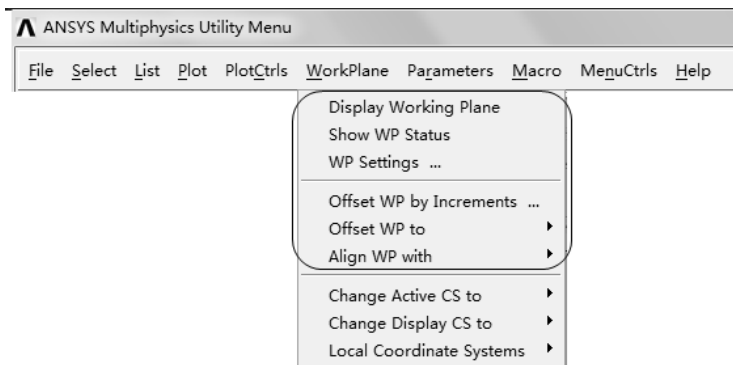 ANSYS Multiphysics Utility Menu
File Select List Plot PlotCtrls WorkPlane Parameters Macro MenuCtrls Help
Display Working Plane
Show WP Status
WP Settings ...
Offset WP by Increments ...
Offset WP to
Align WP with
Change Active CS to
Change Display CS to
Local Coordinate Systems